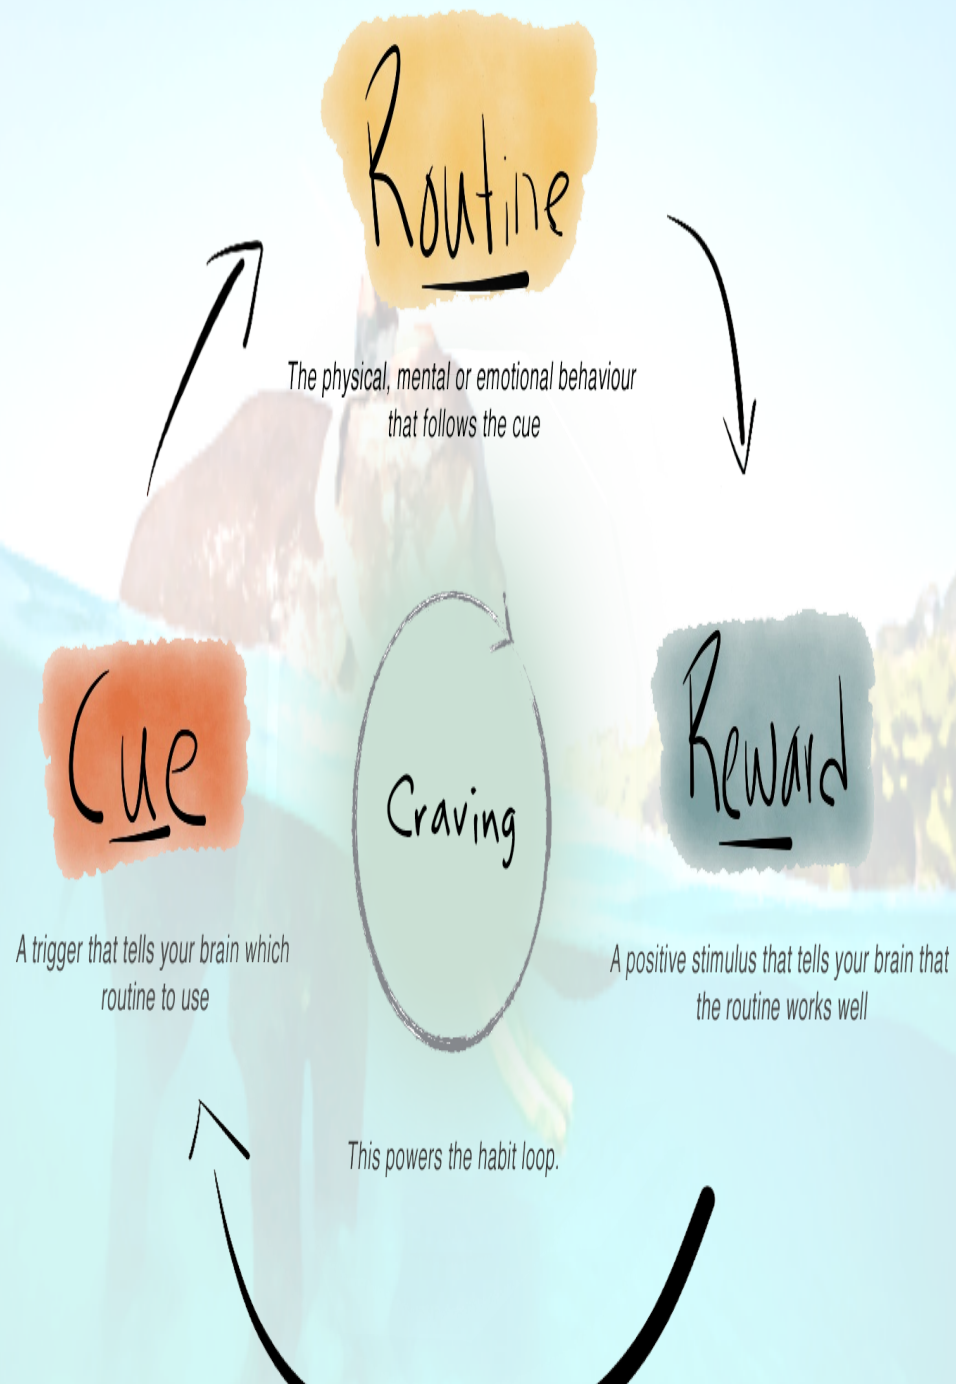 Routine
The physical, mental or emotional behaviour
that follows the cue
Cue
Craving
Reward
A trigger that tells your brain which
routine to use
A positive stimulus that tells your brain that
the routine works well
This powers the habit loop.